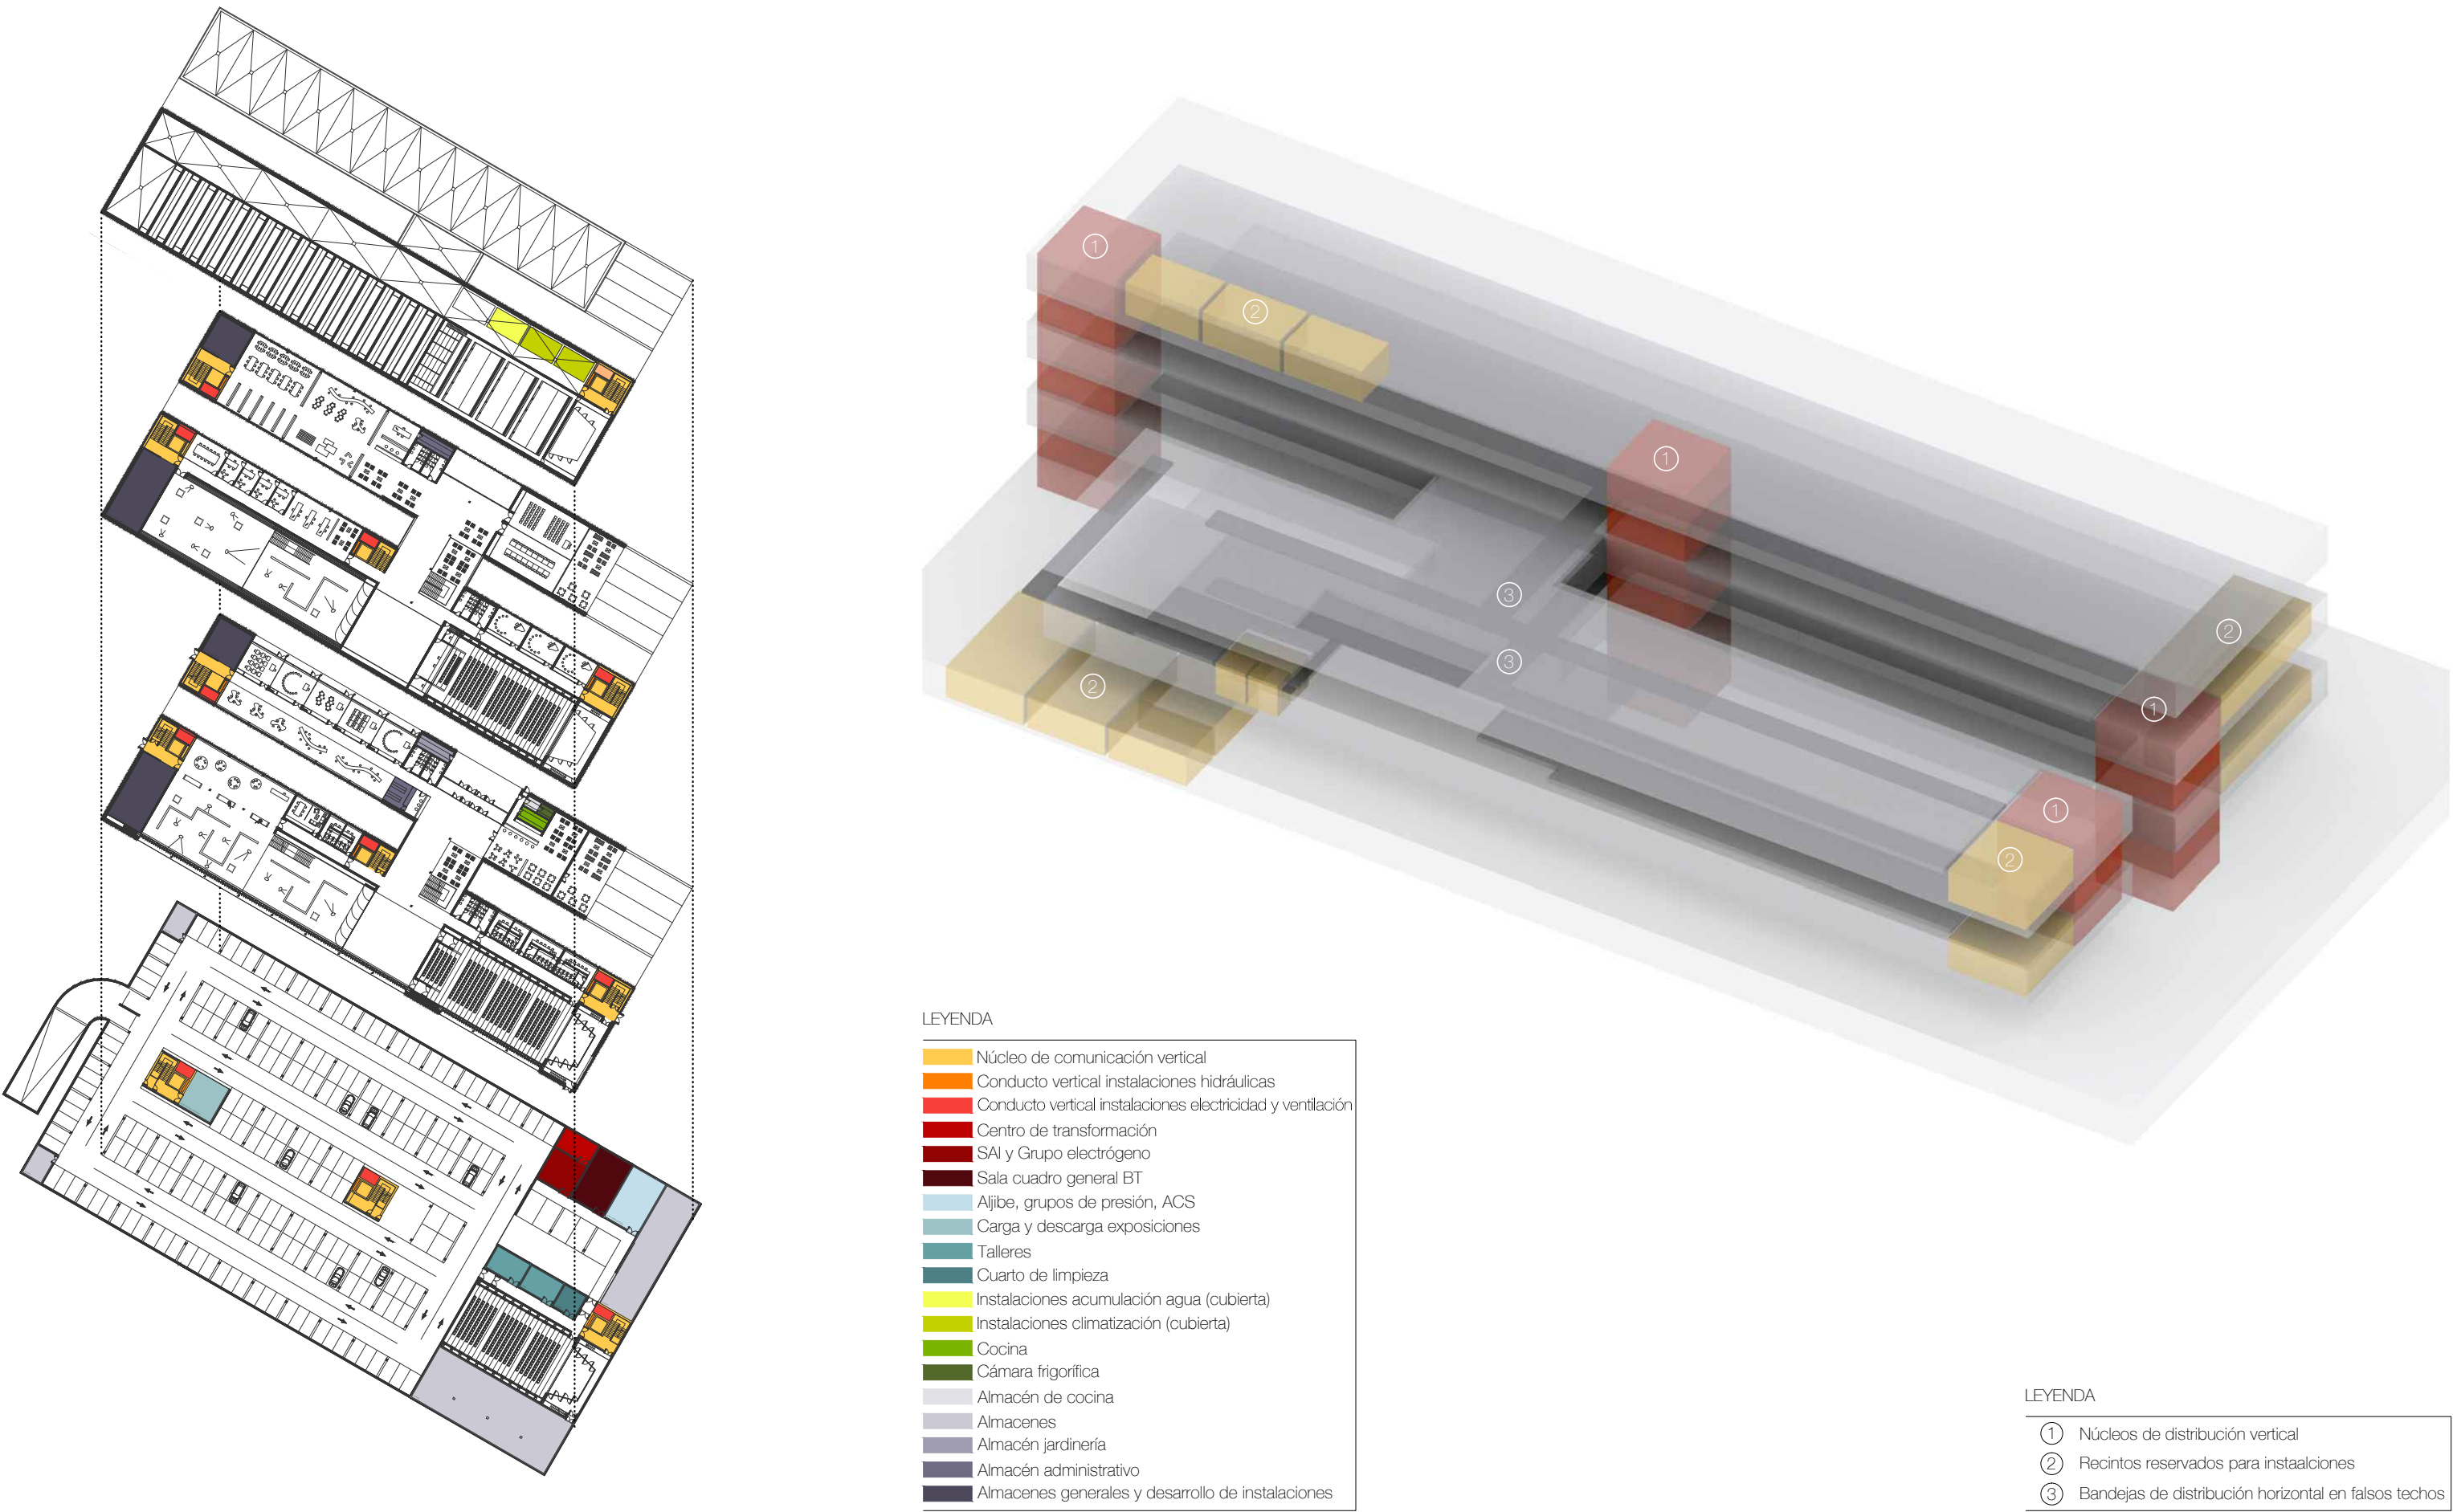 1
2
1
3
2
3
2
1
1
2
LEYENDA
Núcleo de comunicación vertical
Conducto vertical instalaciones hidráulicas
Conducto vertical instalaciones electricidad y ventilación
Centro de transformación
SAI y Grupo electrógeno
Sala cuadro general BT
Aljibe, grupos de presión, ACS
Carga y descarga exposiciones
Talleres
Cuarto de limpieza
Instalaciones acumulación agua (cubierta)
Instalaciones climatización (cubierta)
Cocina
Cámara frigorífica
Almacén de cocina
Almacenes
Almacén jardinería
Almacén administrativo
Almacenes generales y desarrollo de instalaciones
LEYENDA
1 Núcleos de distribución vertical
2 Recintos reservados para instaalciones
3 Bandejas de distribución horizontal en falsos techos